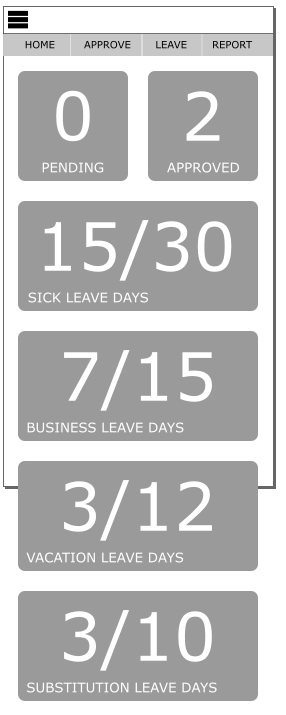 HOME APPROVE LEAVE REPORT
0 2
PENDING APPROVED
15/30
SICK LEAVE DAYS
7/15
BUSINESS LEAVE DAYS
3/12
VACATION LEAVE DAYS
3/10
SUBSTITUTION LEAVE DAYS